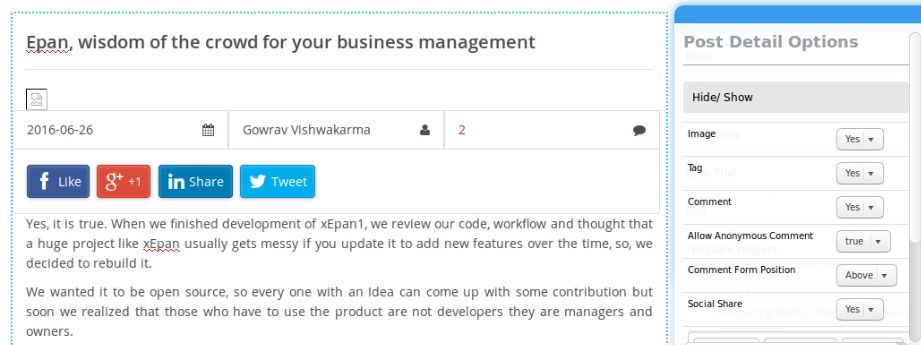 Epan, wisdom of the crowd for your business management
2016-06-26
Gowrav Vishwakarma
2
Like
+1
Share
Tweet
Yes, it is true. When we finished development of xEpan1, we review our code, workflow and thought that
a huge project like xEpan usually gets messy if you update it to add new features over the time, so, we
decided to rebuild it.
We wanted it to be open source, so every one with an Idea can come up with some contribution but
soon we realized that those who have to use the product are not developers they are managers and
owners.
Post Detail Options
Hide/ Show
Image
Yes
Tag
Yes
Comment
Yes
Allow Anonymous Comment
true
Comment Form Position
Above
Social Share
Yes